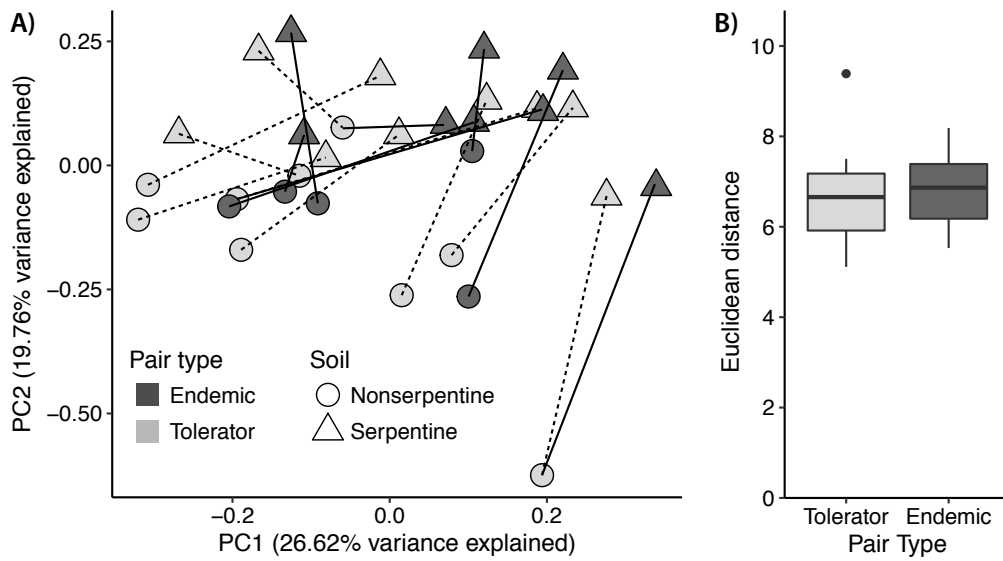 A)
0.25
0.00
−0.25
−0.50
PC2 (19.76% variance explained)
Pair type
Endemic
Tolerator
Soil
Nonserpentine
Serpentine
−0.2
0.0
0.2
PC1 (26.62% variance explained)
B)
10
8
6
4
2
0
Euclidean distance
Tolerator
Endemic
Pair Type